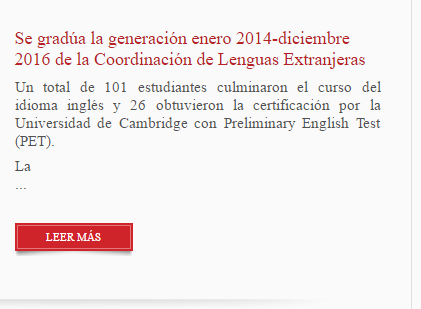 Se gradúa la generación enero 2014-diciembre
2016 de la Coordinación de Lenguas Extranjeras
Un total de 101 estudiantes culminaron el curso del
idioma inglés y 26 obtuvieron la certificación por la
Universidad de Cambridge con Preliminary English Test
(PET).
La
...
LEER MÁS